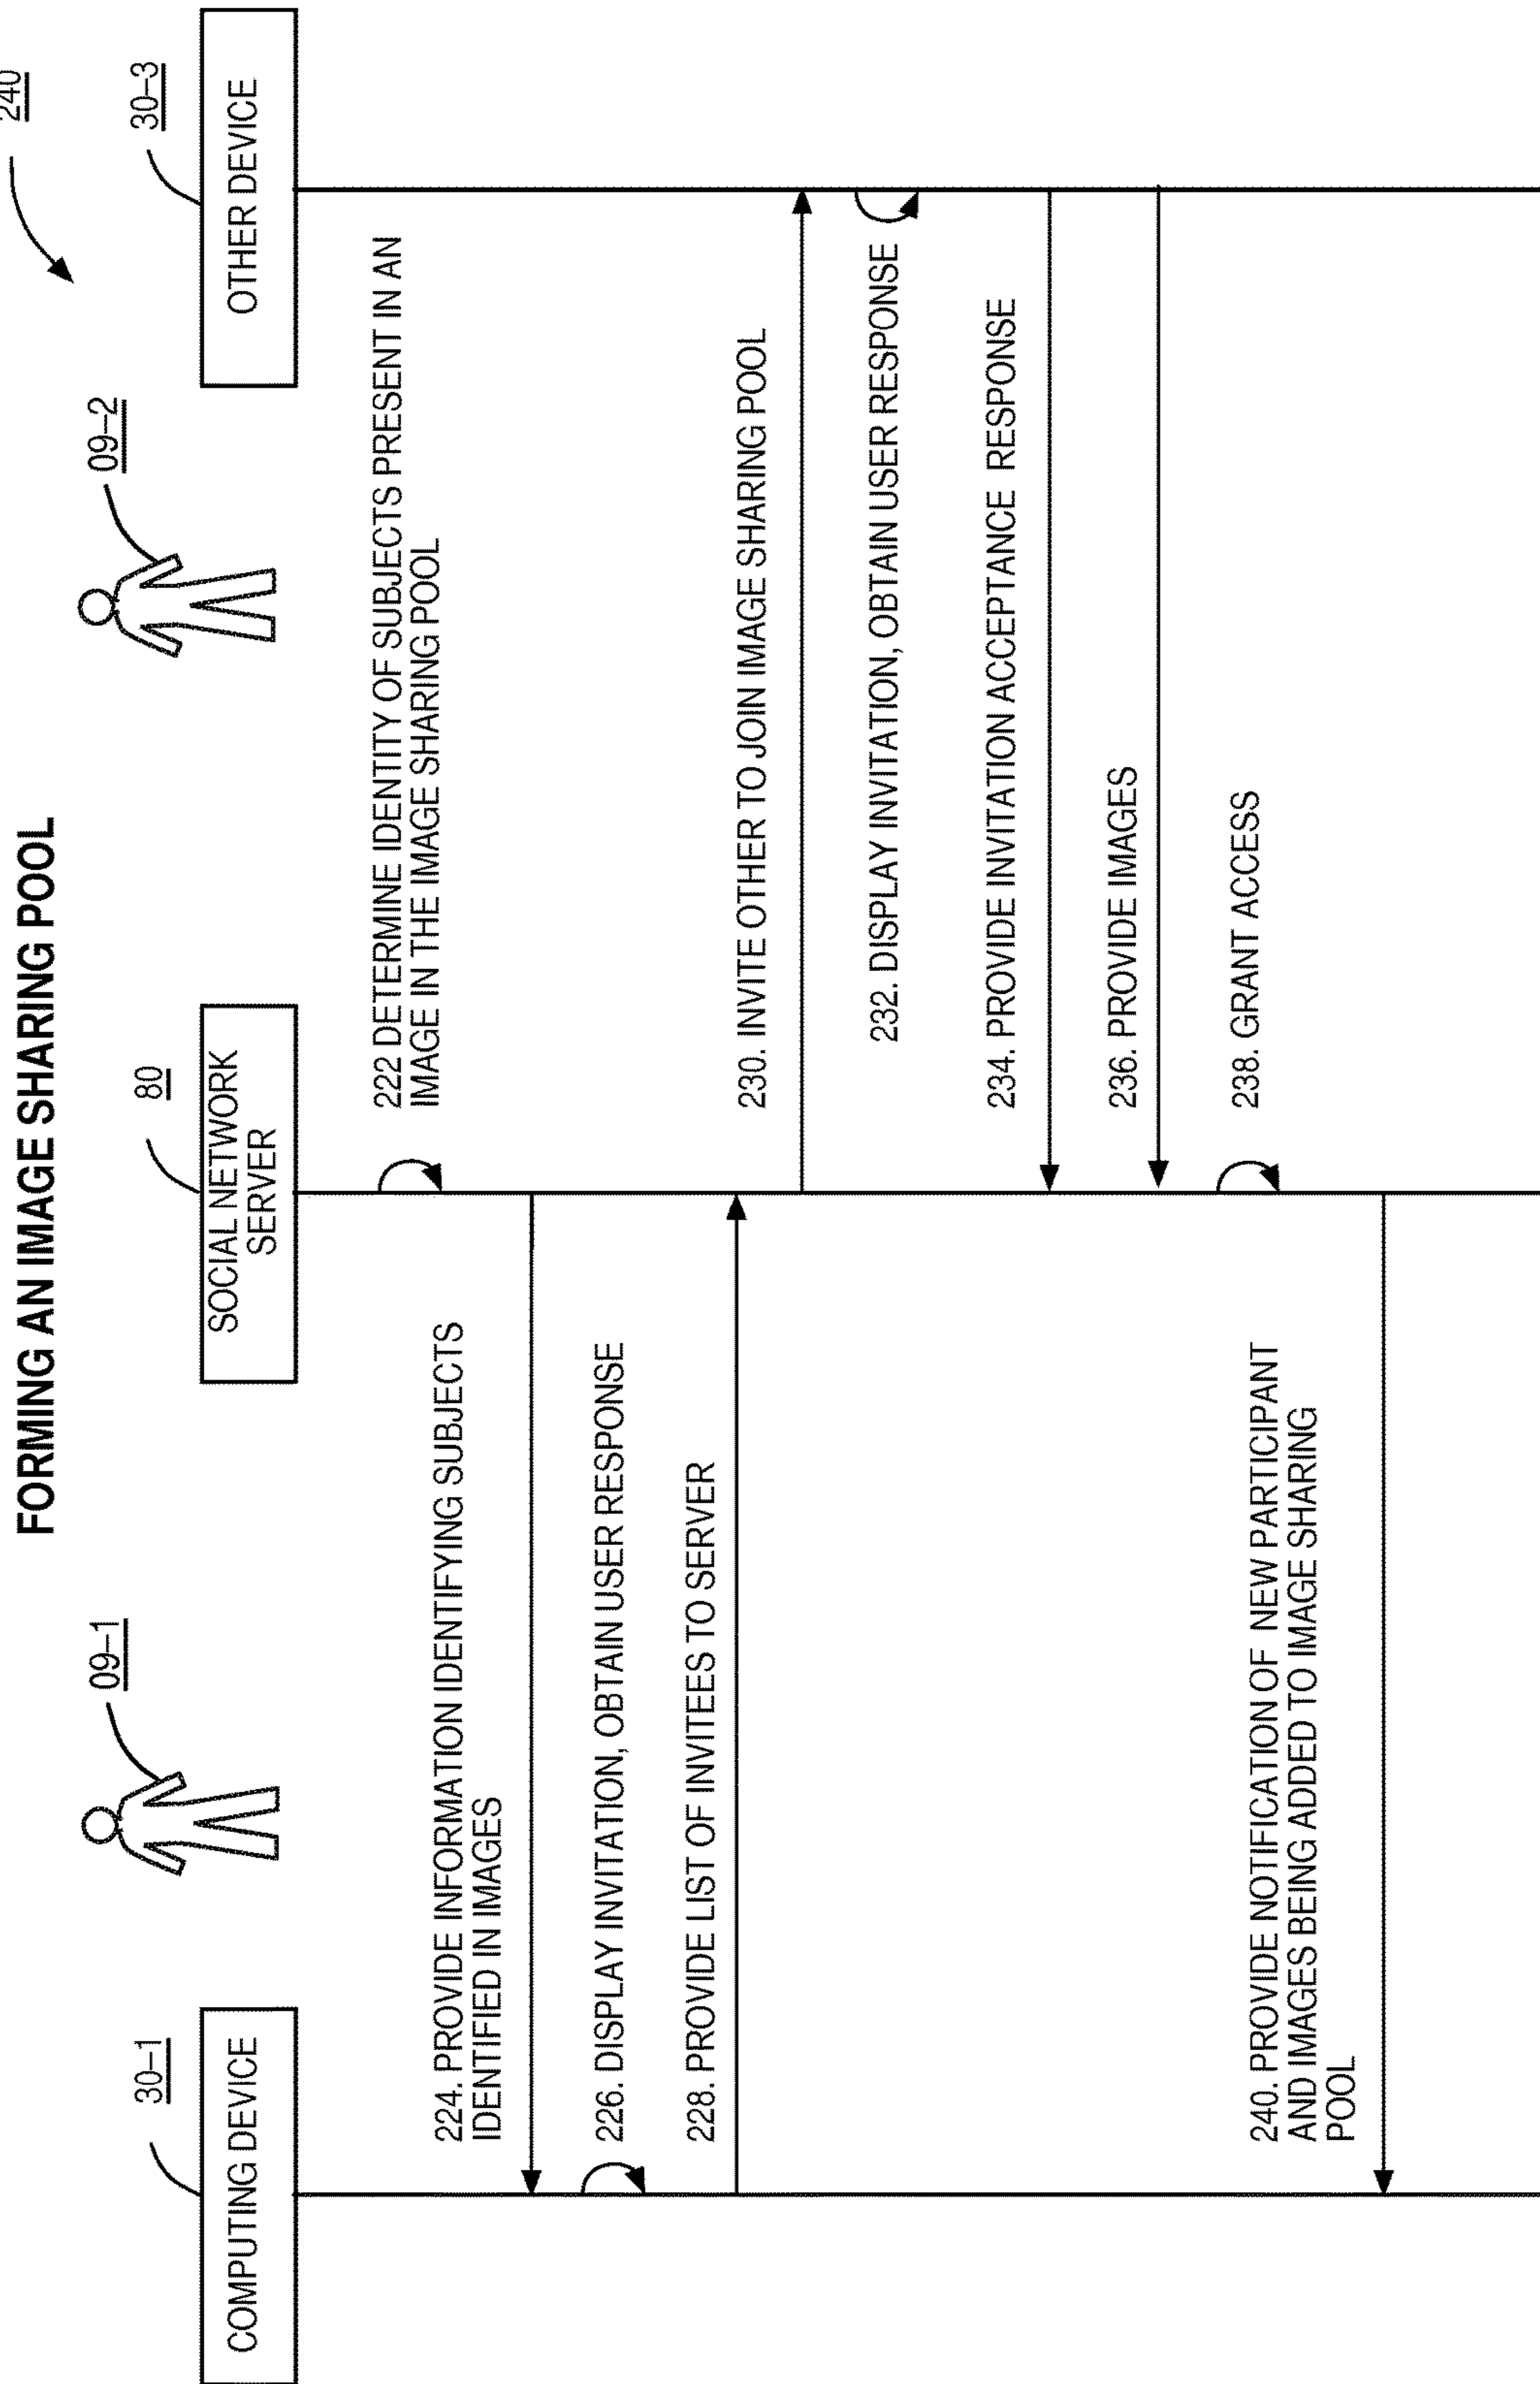 FORMING AN IMAGE SHARING POOL
240
30–1
09–1
80
09–2
30–3
COMPUTING DEVICE
SOCIAL NETWORK
SERVER
OTHER DEVICE
222 DETERMINE IDENTITY OF SUBJECTS PRESENT IN AN
IMAGE IN THE IMAGE SHARING POOL
224. PROVIDE INFORMATION IDENTIFYING SUBJECTS
IDENTIFIED IN IMAGES
226. DISPLAY INVITATION, OBTAIN USER RESPONSE
228. PROVIDE LIST OF INVITEES TO SERVER
230. INVITE OTHER TO JOIN IMAGE SHARING POOL
232. DISPLAY INVITATION, OBTAIN USER RESPONSE
234. PROVIDE INVITATION ACCEPTANCE RESPONSE
236. PROVIDE IMAGES
238. GRANT ACCESS
240. PROVIDE NOTIFICATION OF NEW PARTICIPANT
AND IMAGES BEING ADDED TO IMAGE SHARING
POOL